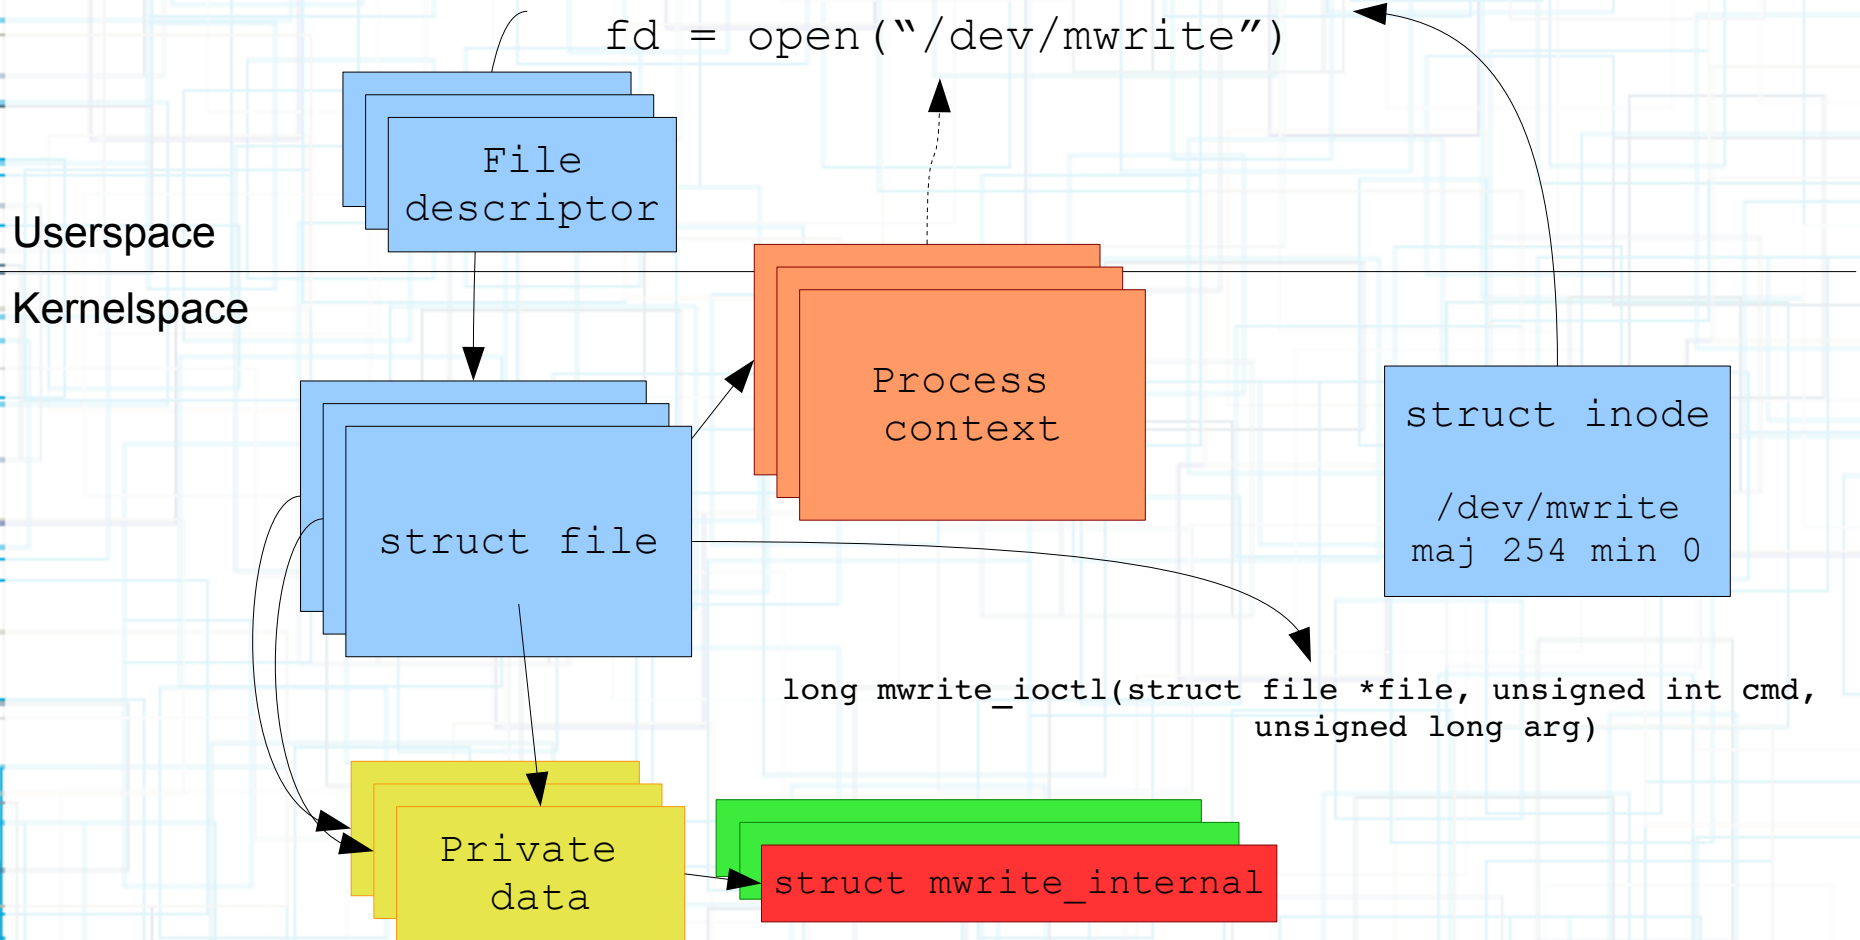 fd = open(“/dev/mwrite”)
File
descriptor
Userspace
Kernelspace
Process
context
struct inode
/dev/mwrite
maj 254 min 0
struct file
long mwrite_ioctl(struct file *file, unsigned int cmd,
unsigned long arg)
Private
data
struct mwrite_internal